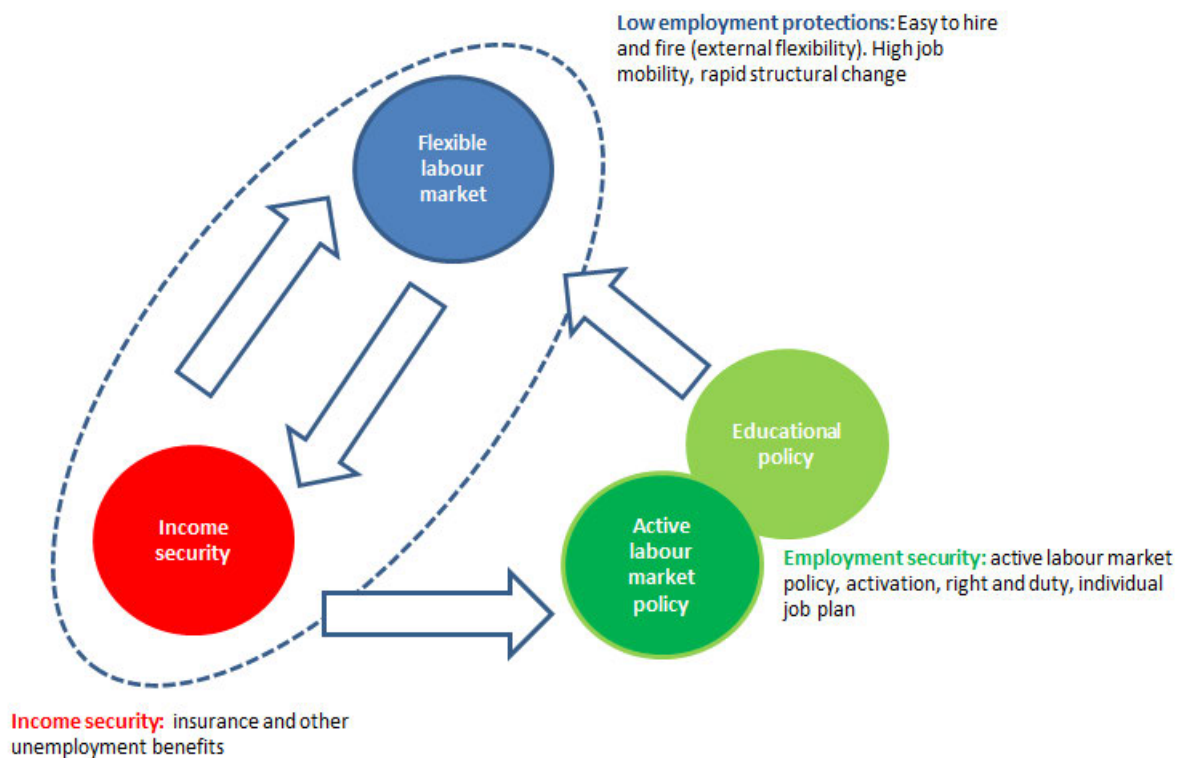 Low employment protections: Easy to hire
and fire (external flexibility). High job
mobility, rapid structural change
Flexible
labour
market
Educational
policy
Income
security
Active
labour
market
policy
Employment security: active labour market
policy, activation, right and duty, individual
job plan
Income security: insurance and other
unemployment benefits